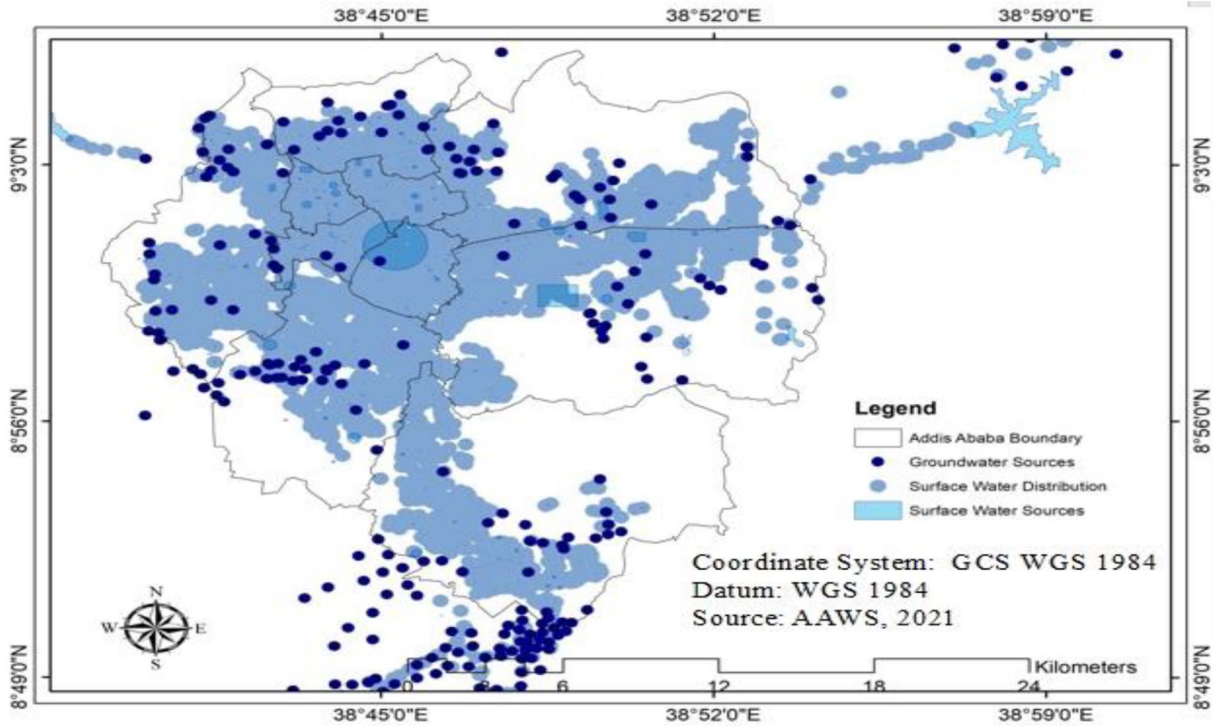 38°45'0"E 38°52'0"E 38°59'0"E
9°3'0"N 9°3'0"N
8°56'0"N 8°56'0"N
Legend
Addis Ababa Boundary
Groundwater Sources
Surface Water Distribution
Surface Water Sources
Coordinate System: GCS WGS 1984
Datum: WGS 1984
Source: AAWS, 2021
N
W E
S
Kilometers
0 3 6 12 18 24
8°49'0"N 8°49'0"N
38°45'0"E 38°52'0"E 38°59'0"E